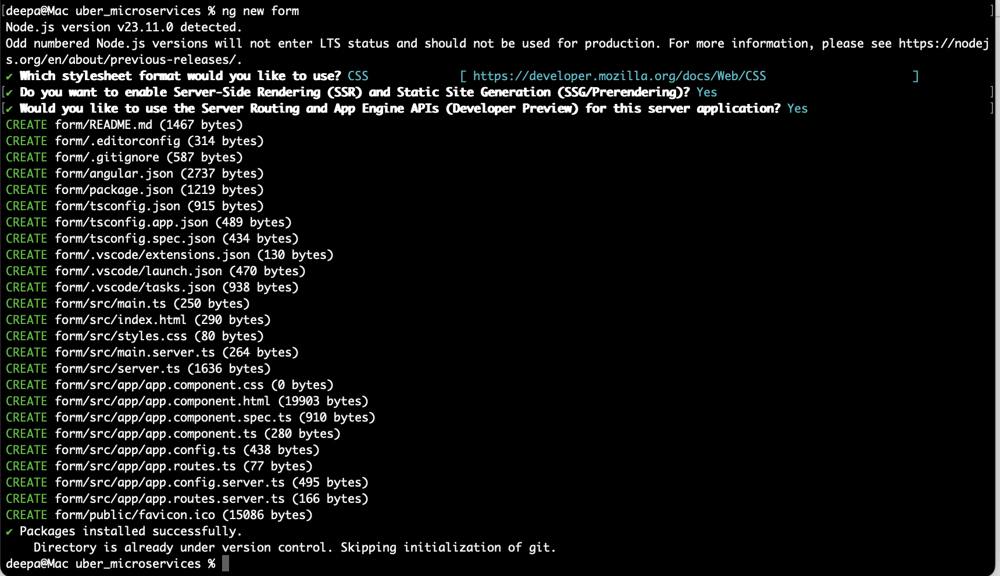 [deepa@Mac uber_microservices % ng new form ]
Node.js version v23.11.0 detected.
Odd numbered Node.js versions will not enter LTS status and should not be used for production. For more information, please see https://nodej
s.org/en/about/previous-releases/.
✔ Which stylesheet format would you like to use? CSS [ https://developer.mozilla.org/docs/Web/CSS ]
[✔ Do you want to enable Server-Side Rendering (SSR) and Static Site Generation (SSG/Prerendering)? Yes ]
[✔ Would you like to use the Server Routing and App Engine APIs (Developer Preview) for this server application? Yes ]
CREATE form/README.md (1467 bytes)
CREATE form/.editorconfig (314 bytes)
CREATE form/.gitignore (587 bytes)
CREATE form/angular.json (2737 bytes)
CREATE form/package.json (1219 bytes)
CREATE form/tsconfig.json (915 bytes)
CREATE form/tsconfig.app.json (489 bytes)
CREATE form/tsconfig.spec.json (434 bytes)
CREATE form/.vscode/extensions.json (130 bytes)
CREATE form/.vscode/launch.json (470 bytes)
CREATE form/.vscode/tasks.json (938 bytes)
CREATE form/src/main.ts (250 bytes)
CREATE form/src/index.html (290 bytes)
CREATE form/src/styles.css (80 bytes)
CREATE form/src/main.server.ts (264 bytes)
CREATE form/src/server.ts (1636 bytes)
CREATE form/src/app/app.component.css (0 bytes)
CREATE form/src/app/app.component.html (19903 bytes)
CREATE form/src/app/app.component.spec.ts (910 bytes)
CREATE form/src/app/app.component.ts (280 bytes)
CREATE form/src/app/app.config.ts (438 bytes)
CREATE form/src/app/app.routes.ts (77 bytes)
CREATE form/src/app/app.config.server.ts (495 bytes)
CREATE form/src/app/app.routes.server.ts (166 bytes)
CREATE form/public/favicon.ico (15086 bytes)
✔ Packages installed successfully.
Directory is already under version control. Skipping initialization of git.
deepa@Mac uber_microservices %